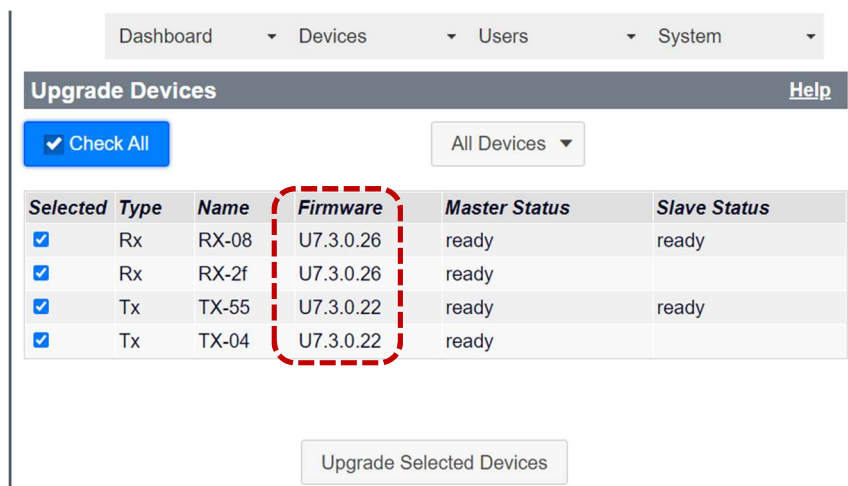 Dashboard Devices Users System
Upgrade Devices Help
Check All All Devices
Selected Type Name Firmware Master Status Slave Status
Rx RX-08 U7.3.0.26 ready ready
Rx RX-2f U7.3.0.26 ready
Tx TX-55 U7.3.0.22 ready ready
Tx TX-04 U7.3.0.22 ready
Upgrade Selected Devices